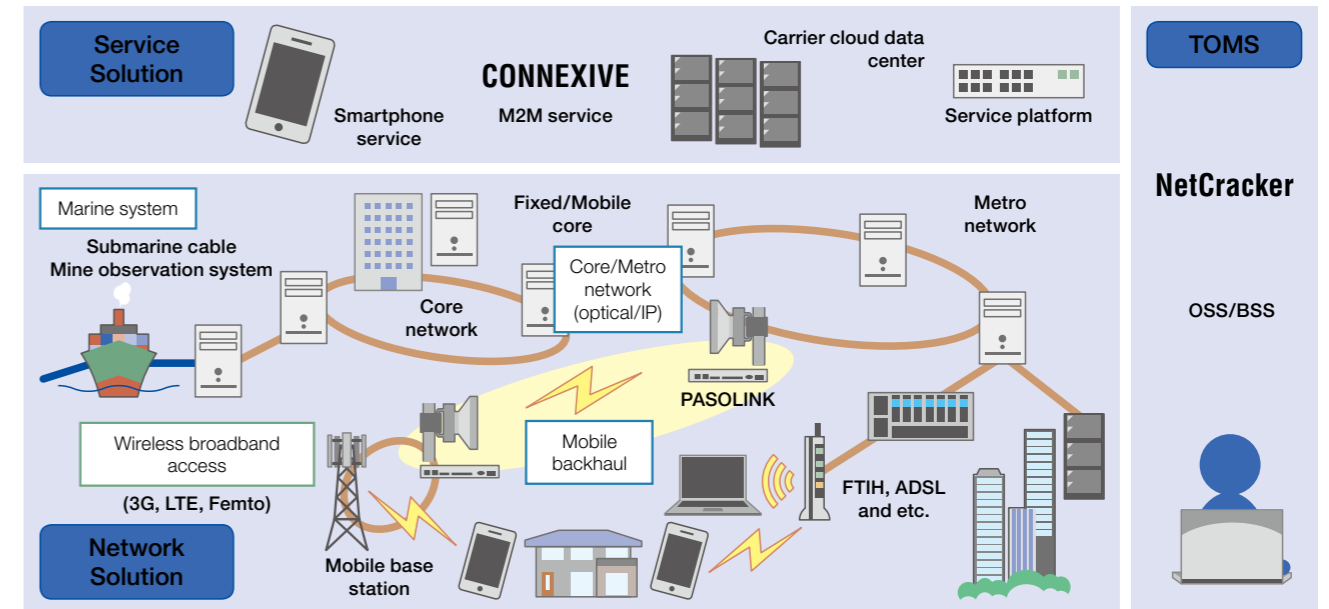 Service
Solution
Smartphone
service
CONNEXIVE
M2M service
Carrier cloud data
center
Service platform
TOMS
NetCracker
OSS/BSS
Marine system
Submarine cable
Mine observation system
Core
network
Fixed/Mobile
core
Core/Metro
network
(optical/IP)
Metro
network
PASOLINK
Wireless broadband
access
(3G, LTE, Femto)
Mobile
backhaul
FTIH, ADSL
and etc.
Mobile base
station
Network
Solution